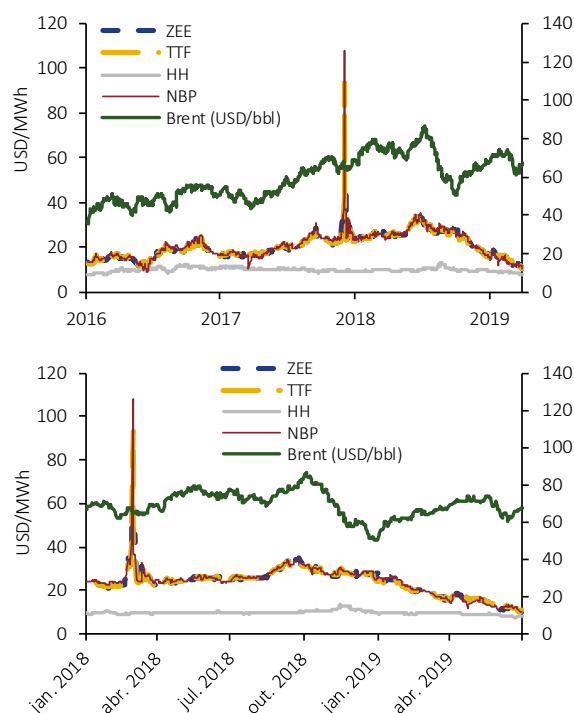 120 140
ZEE
TTF
HH
NBP
Brent (USD/bbl)
100 120
80 100
60 80
40 60
20 40
0 20
0
USD/MWh
2016 2017 2018 2019
120 140
ZEE
TTF
HH
NBP
Brent (USD/bbl)
100 120
80 100
60 80
40 60
20 40
0 20
0
USD/MWh
jan. 2018 abr. 2018 jul. 2018 out. 2018 jan. 2019 abr. 2019